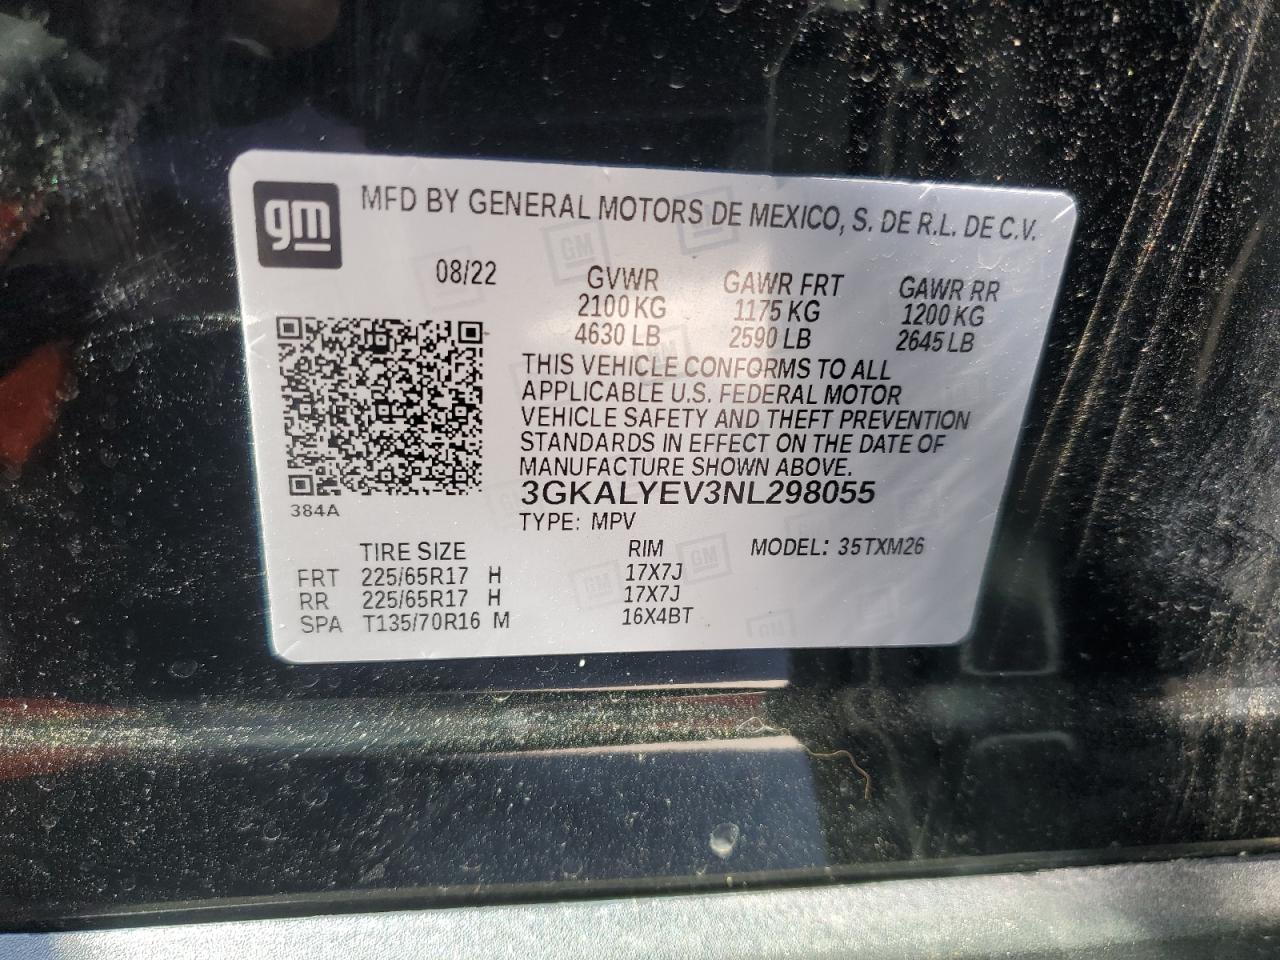 gm
MFD BY GENERAL MOTORS DE MEXICO, S. DE R.L. DE C.V.
08/22 GVWR GAWR FRT GAWR RR
2100 KG 1175 KG 1200 KG
4630 LB 2590 LB 2645 LB
THIS VEHICLE CONFORMS TO ALL
APPLICABLE U.S. FEDERAL MOTOR
VEHICLE SAFETY AND THEFT PREVENTION
STANDARDS IN EFFECT ON THE DATE OF
MANUFACTURE SHOWN ABOVE.
3GKALYEV3NL298055
384A
TYPE: MPV
TIRE SIZE RIM MODEL: 35TXM26
FRT 225/65R17 H 17X7J
RR 225/65R17 H 17X7J
SPA T135/70R16 M 16X4BT